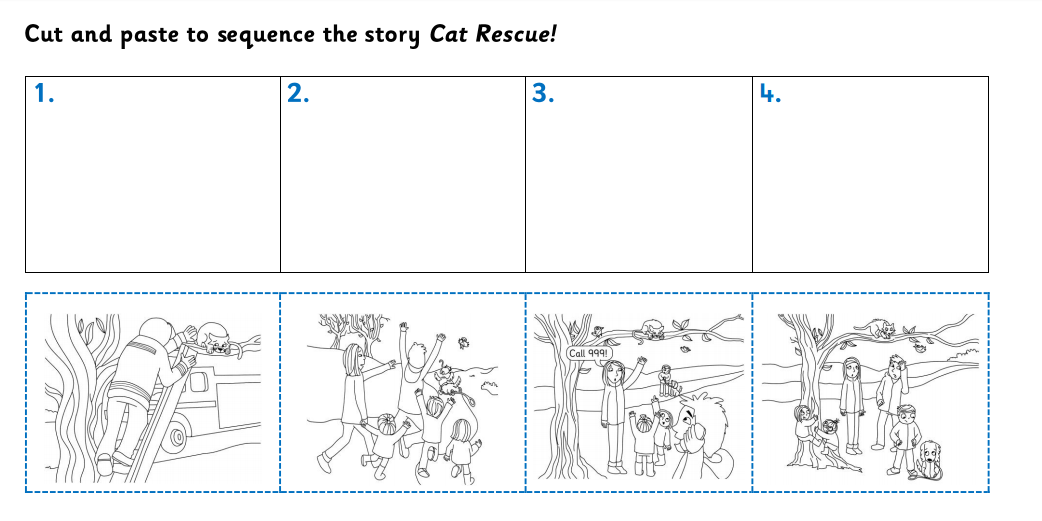 Cut and paste to sequence the story Cat Rescue!
1. 2. 3. 4.
Call 999!